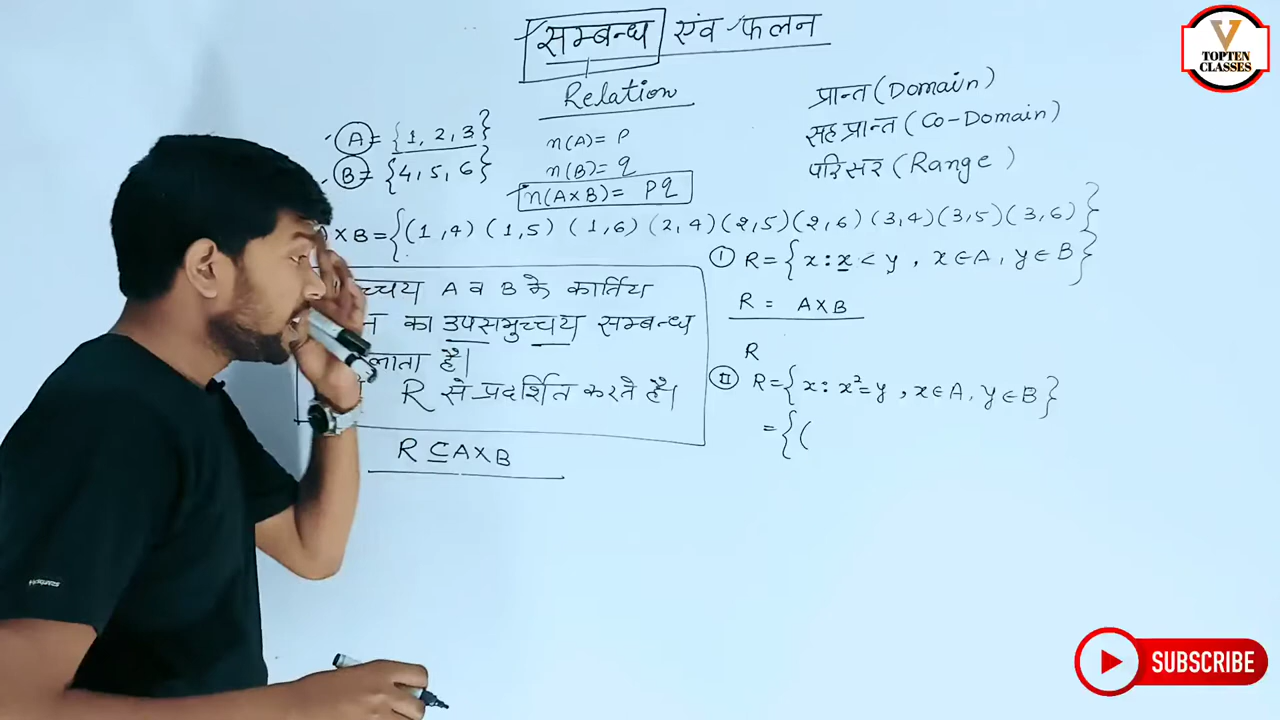 सम्बन्ध एंव फलन
Relation
A = {1, 2, 3}
B = {4, 5, 6}
n(A) = P
n(B) = q
n(A×B) = Pq
प्रान्त (Domain)
सह प्रान्त (Co-Domain)
परिसर (Range)
×B = {(1,4) (1,5) (1,6) (2,4) (2,5) (2,6) (3,4) (3,5) (3,6)}
च्चय A व B के कार्तिय
का उपसमुच्चय सम्बन्ध
लाता है।
R से प्रदर्शित करते है।
R ⊆ A×B
I R = {x : x < y , x ∈ A, y ∈ B}
R = A×B
R
II R = {x : x² = y , x ∈ A, y ∈ B}
= {(
V
TOPTEN
CLASSES
SUBSCRIBE